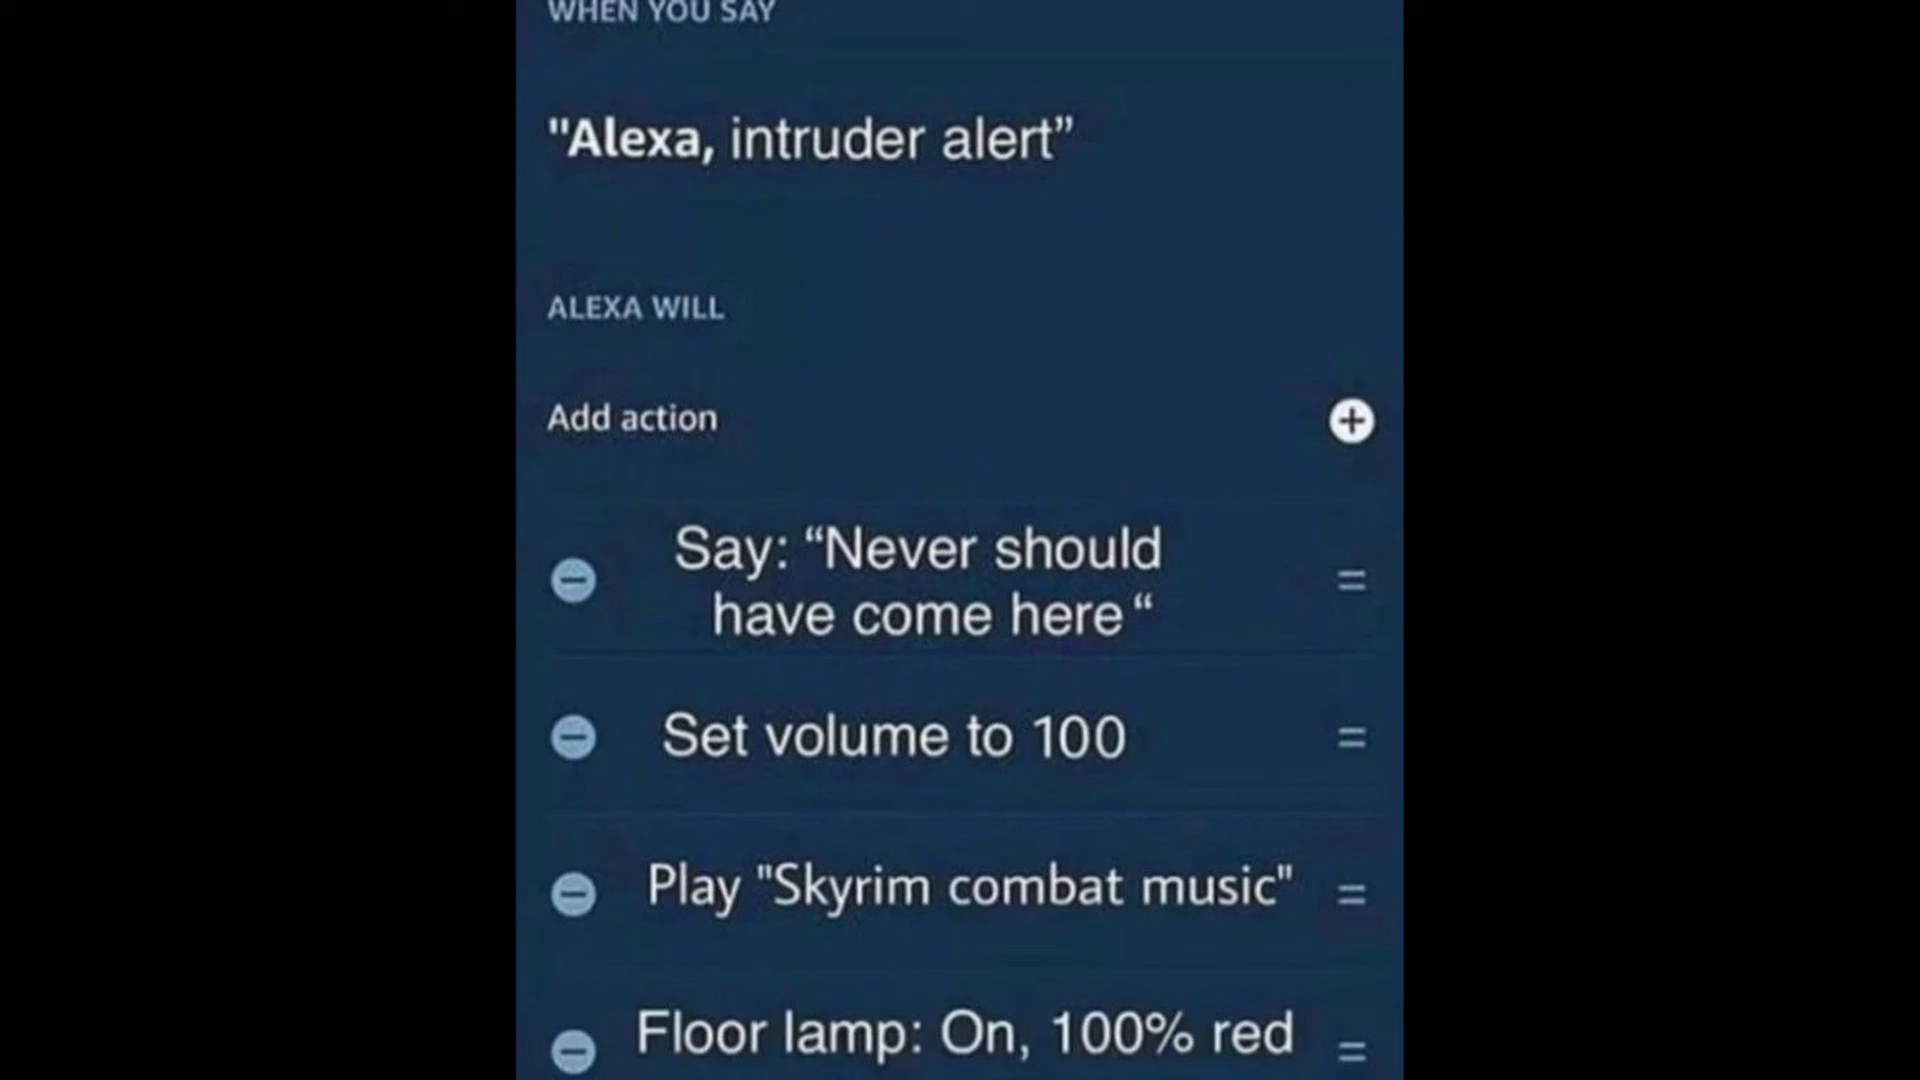 WHEN YOU SAY
"Alexa, intruder alert”
ALEXA WILL
Add action
Say: “Never should
have come here “
Set volume to 100
Play "Skyrim combat music"
Floor lamp: On, 100% red